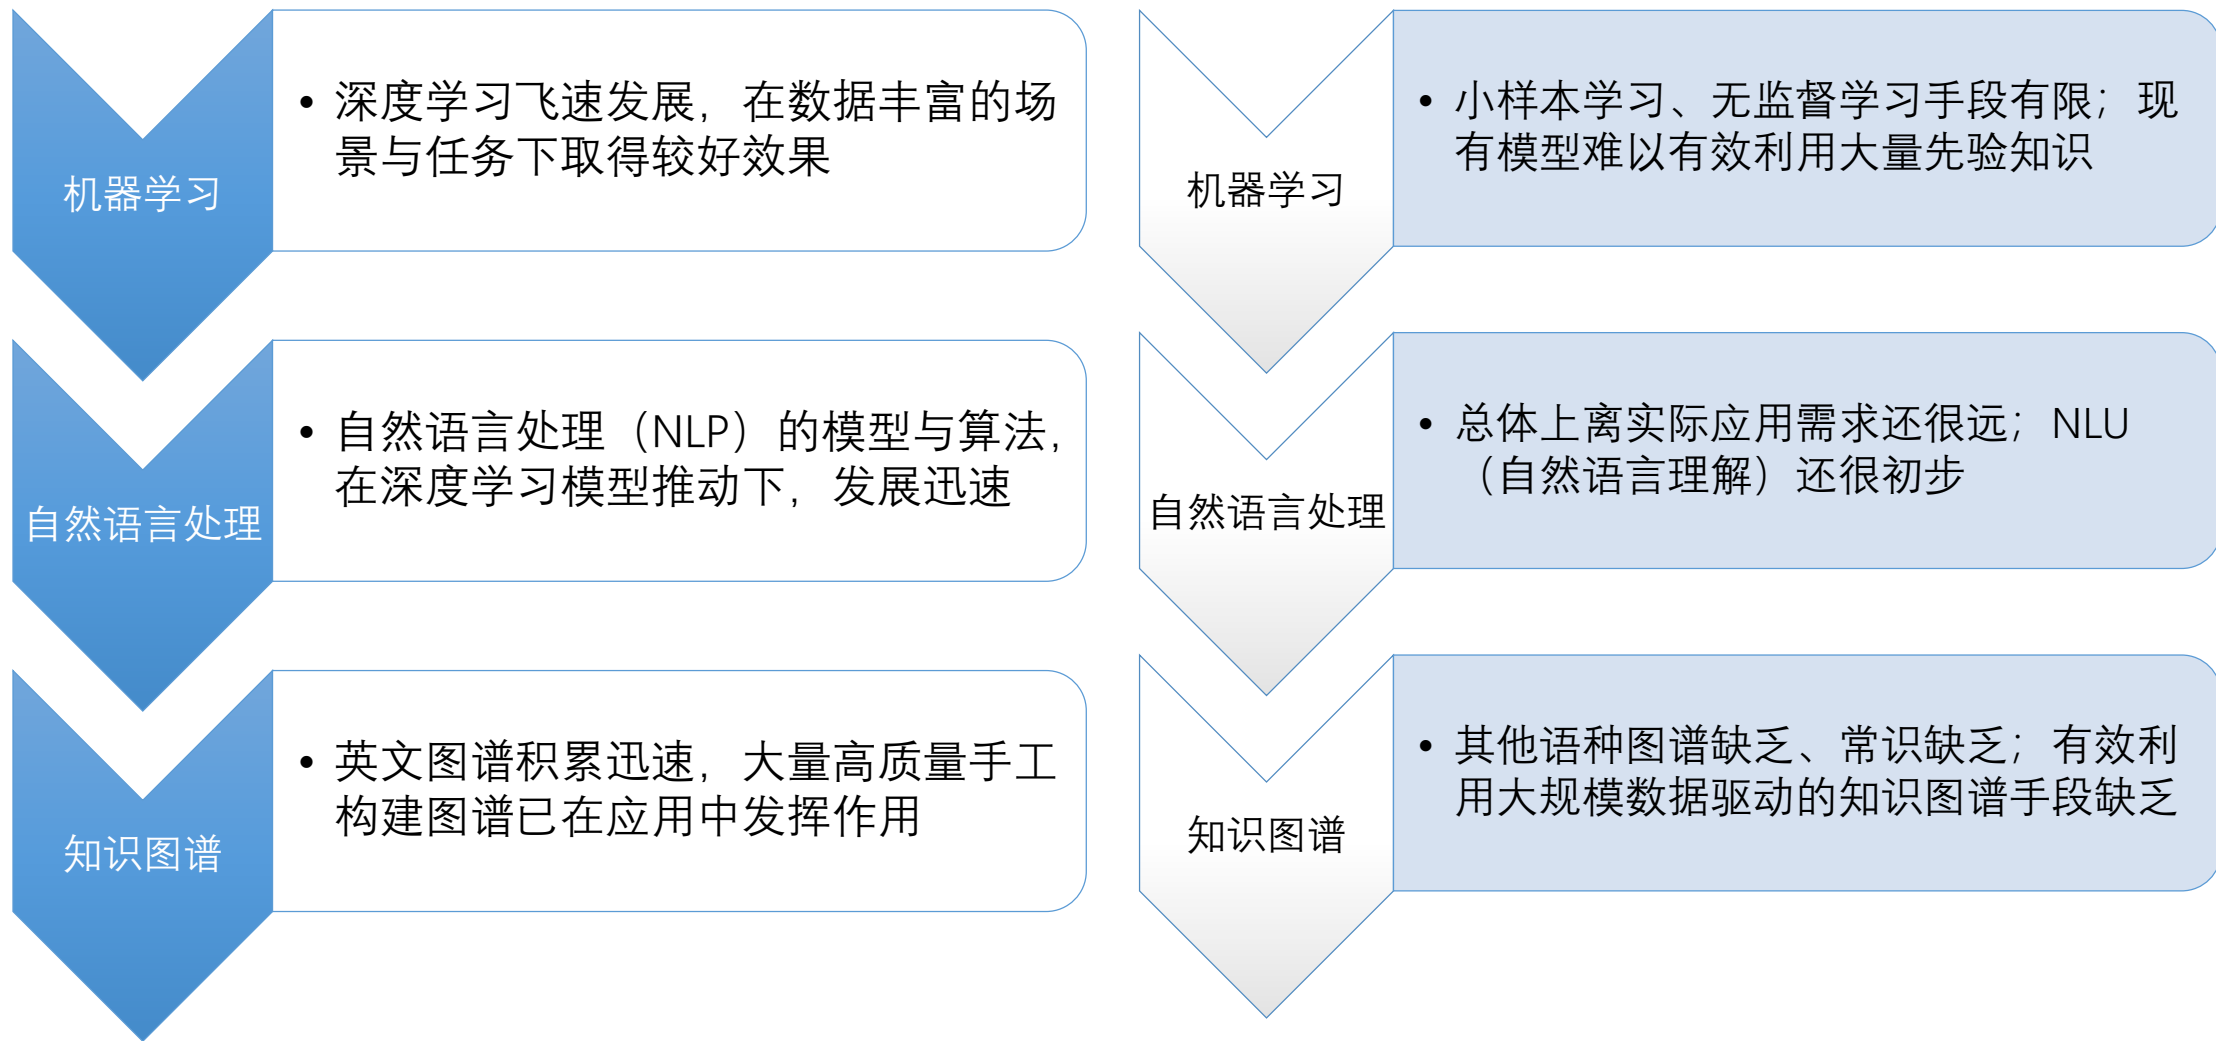 机器学习
• 深度学习飞速发展，在数据丰富的场
景与任务下取得较好效果
自然语言处理
• 自然语言处理（NLP）的模型与算法，
在深度学习模型推动下，发展迅速
知识图谱
• 英文图谱积累迅速，大量高质量手工
构建图谱已在应用中发挥作用
机器学习
• 小样本学习、无监督学习手段有限；现
有模型难以有效利用大量先验知识
自然语言处理
• 总体上离实际应用需求还很远；NLU
（自然语言理解）还很初步
知识图谱
• 其他语种图谱缺乏、常识缺乏；有效利
用大规模数据驱动的知识图谱手段缺乏